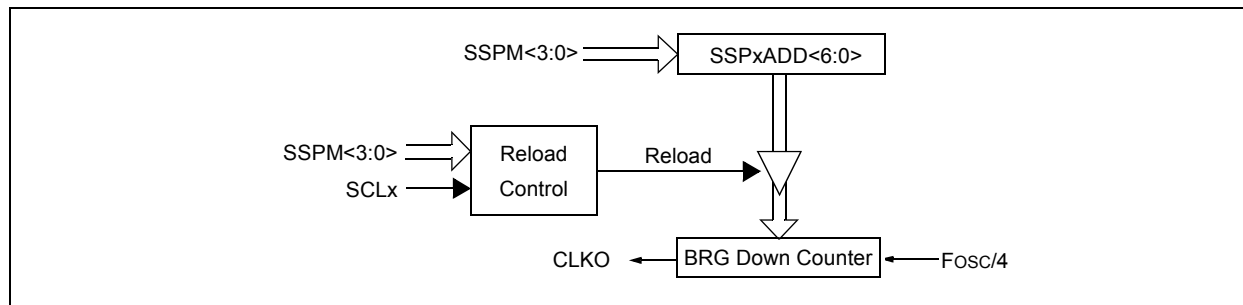 SSPM<3:0>
SSPxADD<6:0>
SSPM<3:0>
SCLx
Reload
Control
Reload
CLKO
BRG Down Counter
FOSC/4